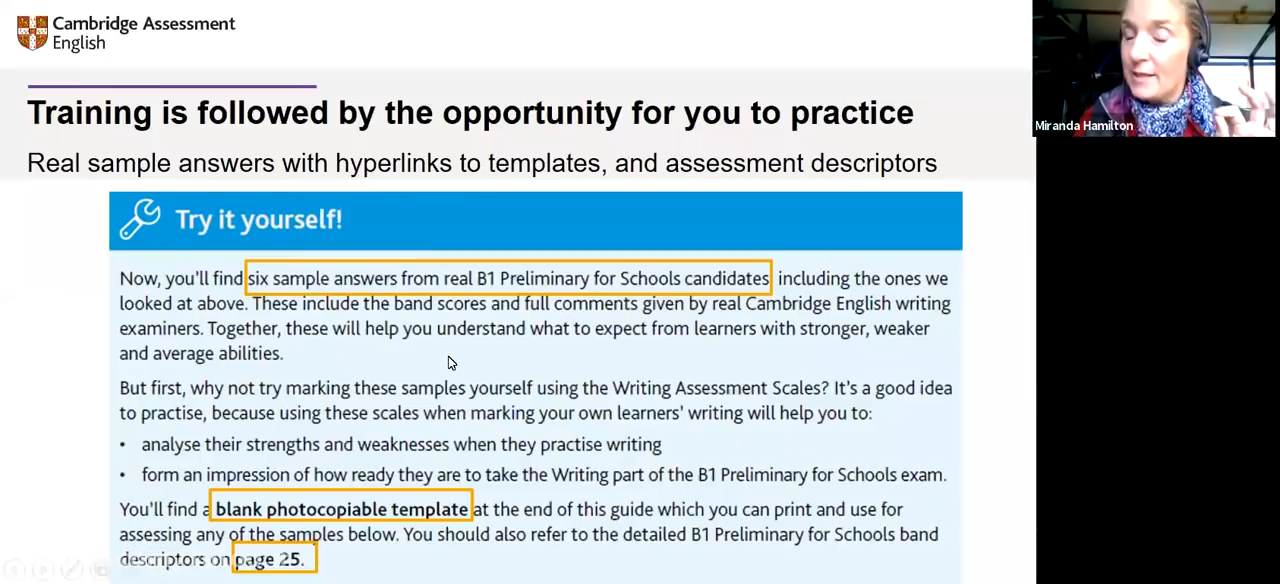 Cambridge Assessment
English
Training is followed by the opportunity for you to practice
Real sample answers with hyperlinks to templates, and assessment descriptors
Try it yourself!
Now, you'll find six sample answers from real B1 Preliminary for Schools candidates, including the ones we
looked at above. These include the band scores and full comments given by real Cambridge English writing
examiners. Together, these will help you understand what to expect from learners with stronger, weaker
and average abilities.
But first, why not try marking these samples yourself using the Writing Assessment Scales? It's a good idea
to practise, because using these scales when marking your own learners' writing will help you to:
• analyse their strengths and weaknesses when they practise writing
• form an impression of how ready they are to take the Writing part of the B1 Preliminary for Schools exam.
You'll find a blank photocopiable template at the end of this guide which you can print and use for
assessing any of the samples below. You should also refer to the detailed B1 Preliminary for Schools band
descriptors on page 25.
Miranda Hamilton